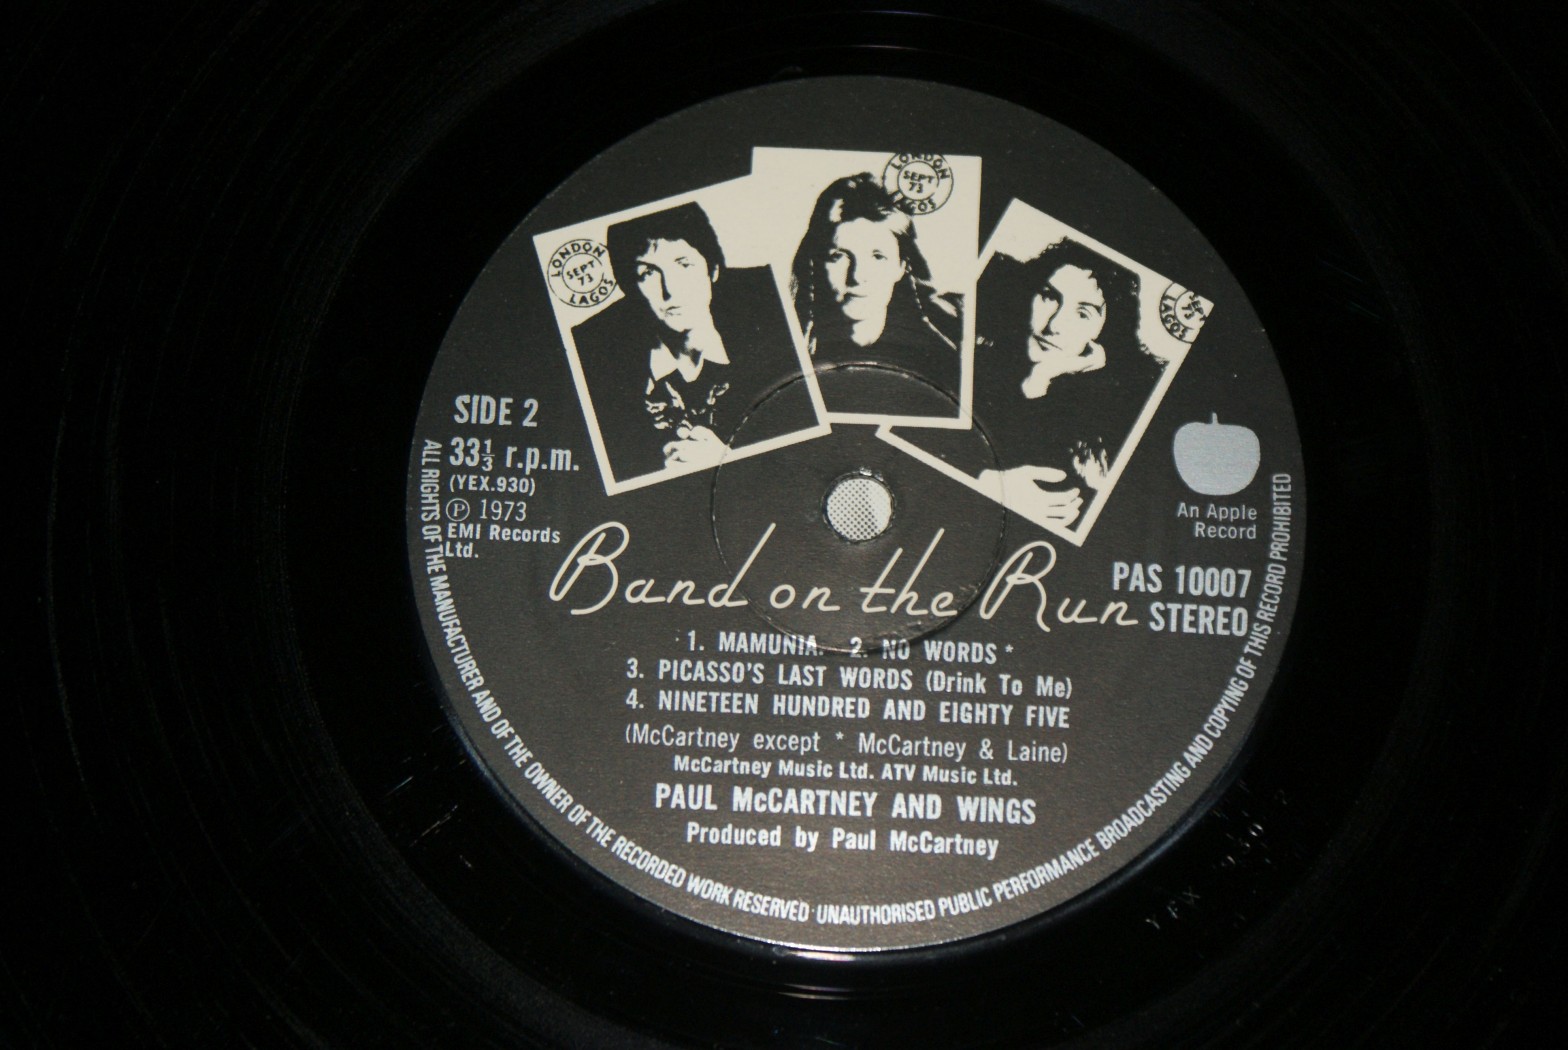 LONDON
SEPT
73
LAGOS
LONDON
SEPT
73
LAGOS
LAGOS
SIDE 2
33⅓ r.p.m.
(YEX.930)
Ⓟ 1973
EMI Records
Ltd.
An Apple
Record
PAS 10007
STEREO
Band on the Run
1. MAMUNIA. 2. NO WORDS *
3. PICASSO'S LAST WORDS (Drink To Me)
4. NINETEEN HUNDRED AND EIGHTY FIVE
(McCartney except * McCartney & Laine)
McCartney Music Ltd. ATV Music Ltd.
PAUL McCARTNEY AND WINGS
Produced by Paul McCartney
ALL RIGHTS OF THE MANUFACTURER AND OF THE OWNER OF THE RECORDED WORK RESERVED UNAUTHORISED PUBLIC PERFORMANCE BROADCASTING AND COPYING OF THIS RECORD PROHIBITED
YEX